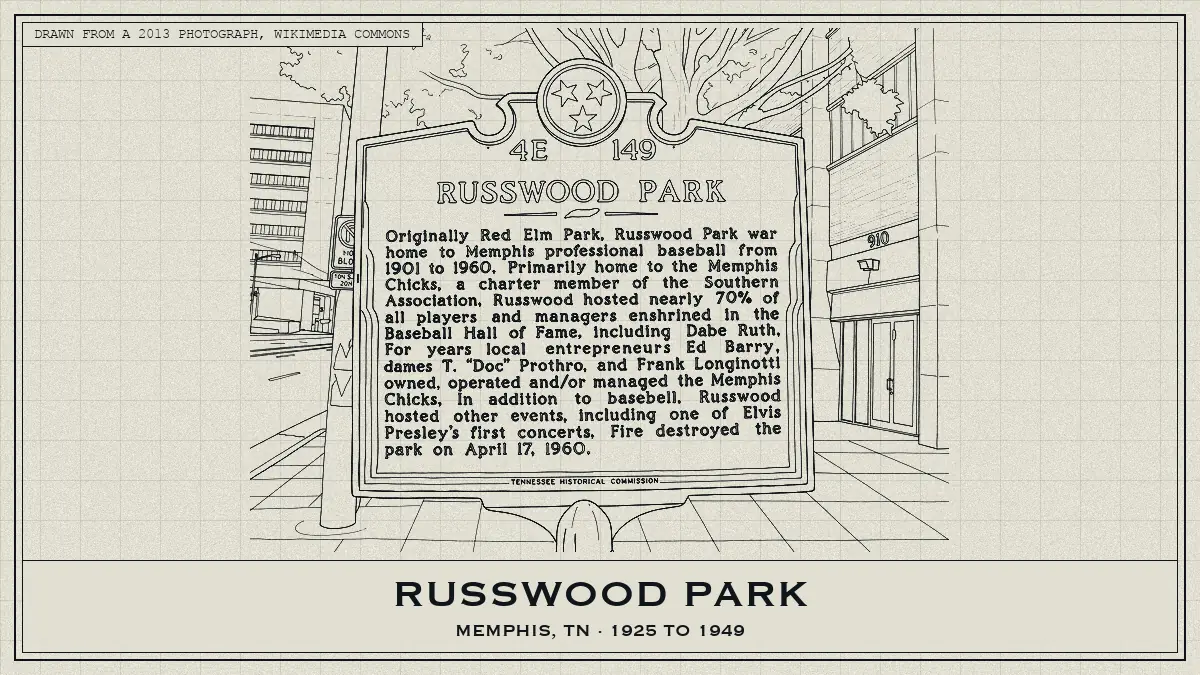 DRAWN FROM A 2013 PHOTOGRAPH, WIKIMEDIA COMMONS
4E 149
RUSSWOOD PARK
Originally Red Elm Park, Russwood Park war
home to Memphis professional baseball from
1901 to 1960. Primarily home to the Memphis
Chicks, a charter member of the Southern
Association, Russwood hosted nearly 70% of
all players and managers enshrined in the
Baseball Hall of Fame, including Dabe Ruth.
For years local entrepreneurs Ed Barry,
dames T. “Doc” Prothro, and Frank Longinotti
owned, operated and/or managed the Memphis
Chicks, In addition to basebell. Russwood
hosted other events, including one of Elvis
Presley's first concerts, Fire destroyed the
park on April 17, 1960.
TENNESSEE HISTORICAL COMMISSION
910
BLO
RUSSWOOD PARK
MEMPHIS, TN · 1925 TO 1949